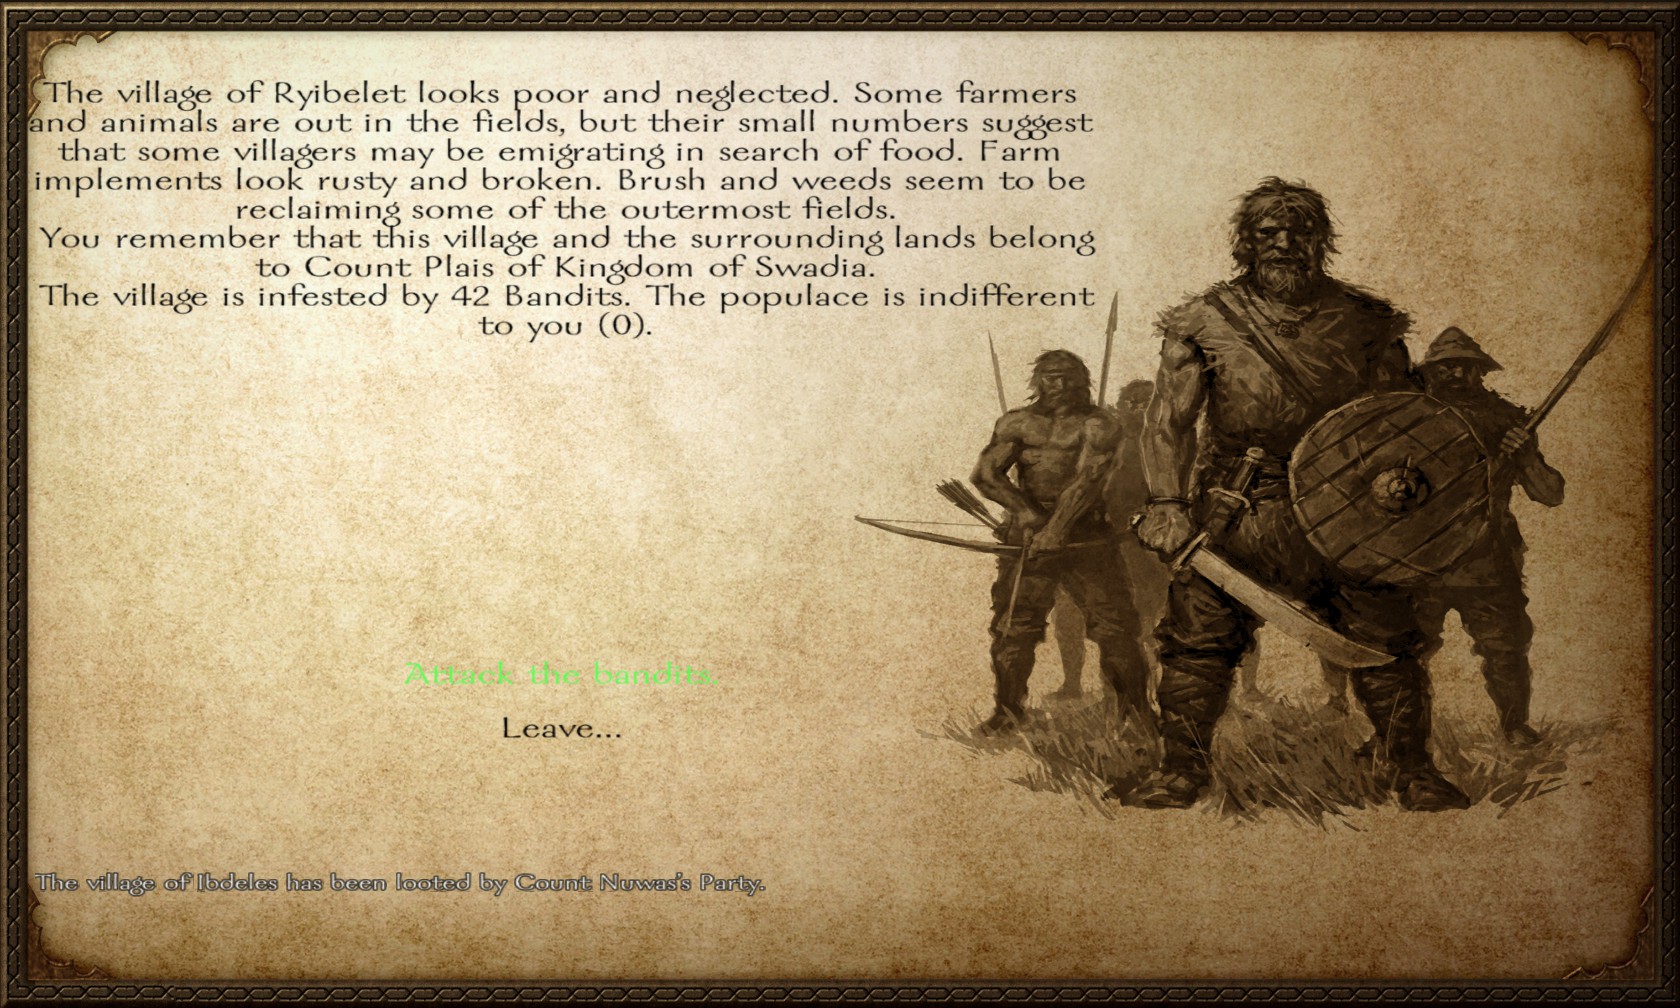 The village of Ryibelet looks poor and neglected. Some farmers
and animals are out in the fields, but their small numbers suggest
that some villagers may be emigrating in search of food. Farm
implements look rusty and broken. Brush and weeds seem to be
reclaiming some of the outermost fields.
You remember that this village and the surrounding lands belong
to Count Plais of Kingdom of Swadia.
The village is infested by 42 Bandits. The populace is indifferent
to you (0).
Attack the bandits.
Leave...
The village of Ibdeles has been looted by Count Nuwas's Party.